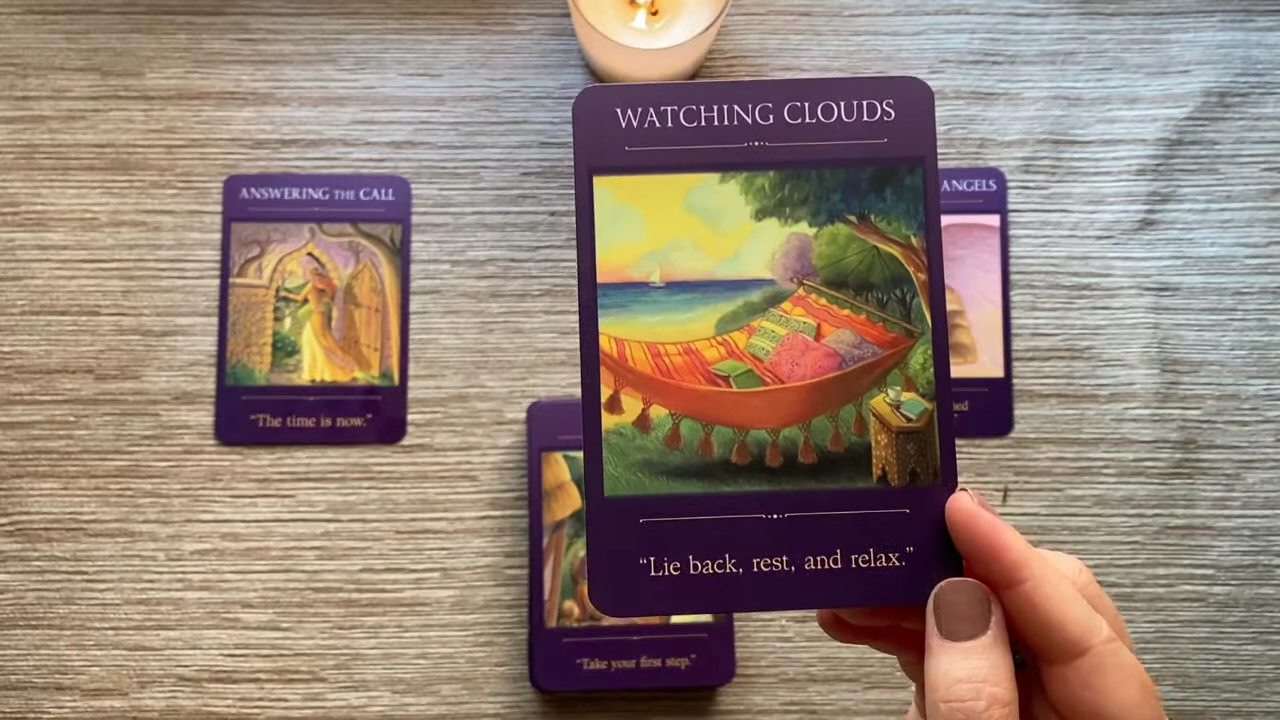 WATCHING CLOUDS
"Lie back, rest, and relax."
ANSWERING THE CALL
"The time is now."
ANGELS
"Take your first step."